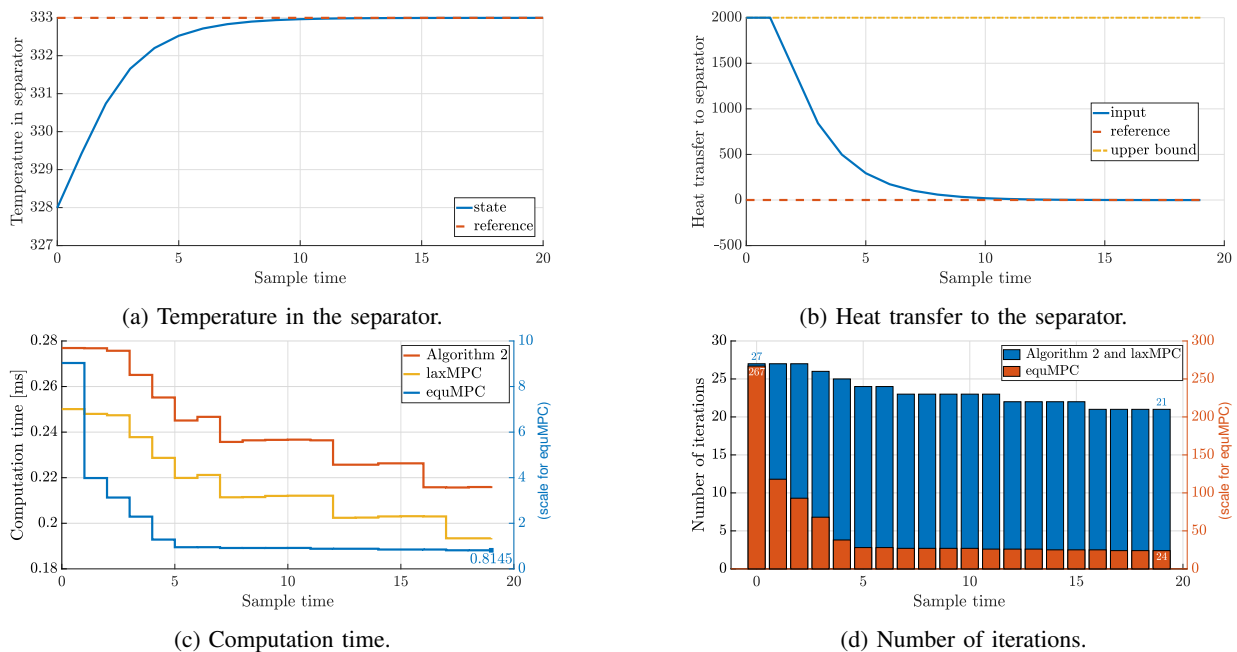 333
332
331
330
329
328
327
Temperature in separator
0
5
10
15
20
Sample time
state
reference
(a) Temperature in the separator.
2000
1500
1000
500
0
-500
Heat transfer to separator
0
5
10
15
20
Sample time
input
reference
upper bound
(b) Heat transfer to the separator.
0.28
0.26
0.24
0.22
0.2
0.18
Computation time [ms]
0
5
10
15
20
Sample time
10
8
6
4
2
0
(scale for equMPC)
Algorithm 2
laxMPC
equMPC
0.8145
(c) Computation time.
30
25
20
15
10
5
0
Number of iterations
0
5
10
15
20
Sample time
300
250
200
150
100
50
0
(scale for equMPC)
Algorithm 2 and laxMPC
equMPC
27
267
21
24
(d) Number of iterations.